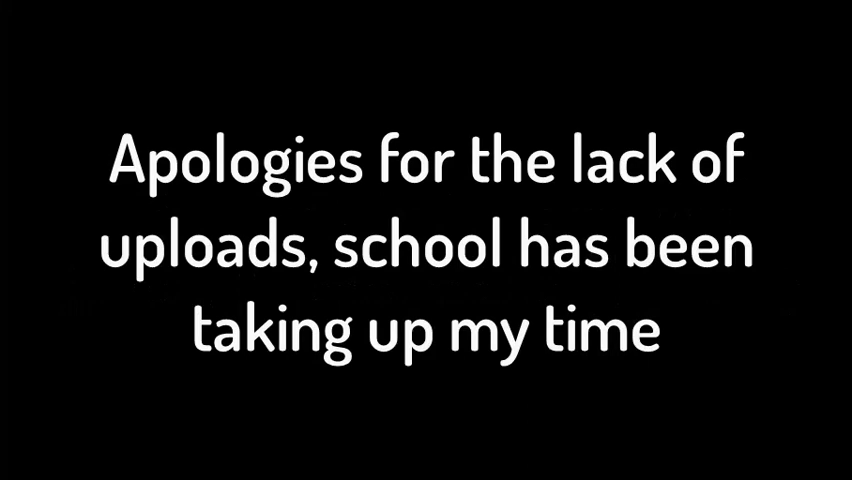 Apologies for the lack of
uploads, school has been
taking up my time